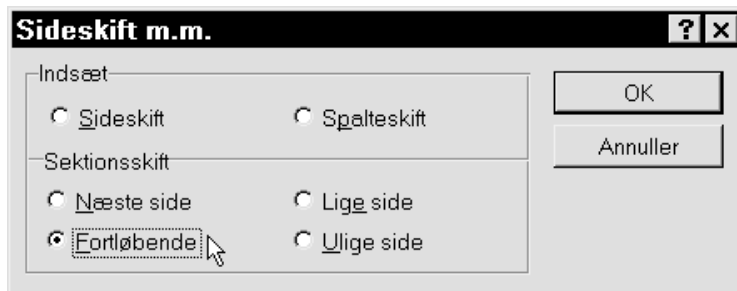 Sideskift m.m.
Indsæt
Sideskift
Spalteskift
Sektionsskift
Næste side
Lige side
Fortløbende
Ulige side
OK
Annuller